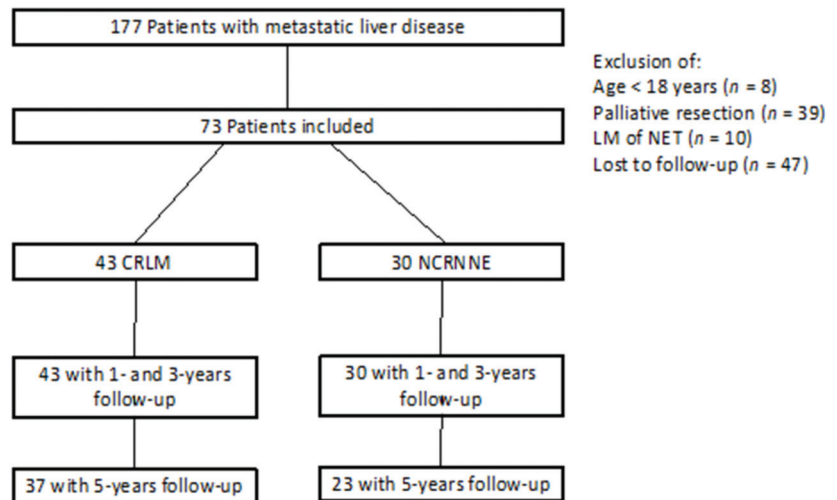 177 Patients with metastatic liver disease
Exclusion of:
Age < 18 years (n = 8)
Palliative resection (n = 39)
LM of NET (n = 10)
Lost to follow-up (n = 47)
73 Patients included
43 CRLM
30 NCRNNE
43 with 1- and 3-years
follow-up
30 with 1- and 3-years
follow-up
37 with 5-years follow-up
23 with 5-years follow-up